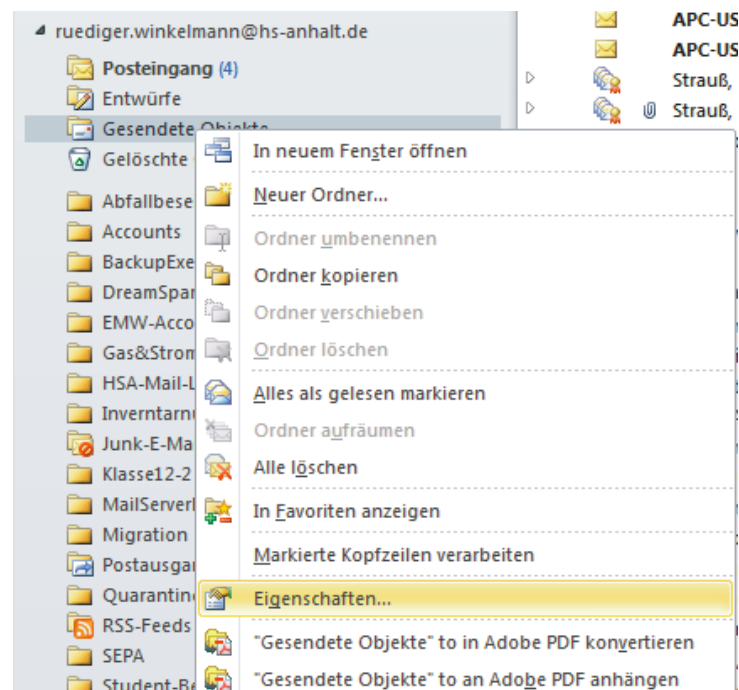 ruediger.winkelmann@hs-anhalt.de
Posteingang (4)
Entwürfe
Gesendete Objekte
Gelöschte
Abfallbese
Accounts
BackupExe
DreamSpar
EMW-Acco
Gas&Strom
HSA-Mail-L
Inverntarnu
Junk-E-Ma
Klasse12-2
MailServerl
Migration
Postausgar
Quarantine
RSS-Feeds
SEPA
Student-Be
APC-US
APC-US
Strauß,
Strauß,
In neuem Fenster öffnen
Neuer Ordner...
Ordner umbenennen
Ordner kopieren
Ordner verschieben
Ordner löschen
Alles als gelesen markieren
Ordner aufräumen
Alle löschen
In Favoriten anzeigen
Markierte Kopfzeilen verarbeiten
Eigenschaften...
"Gesendete Objekte" to in Adobe PDF konvertieren
"Gesendete Objekte" to an Adobe PDF anhängen